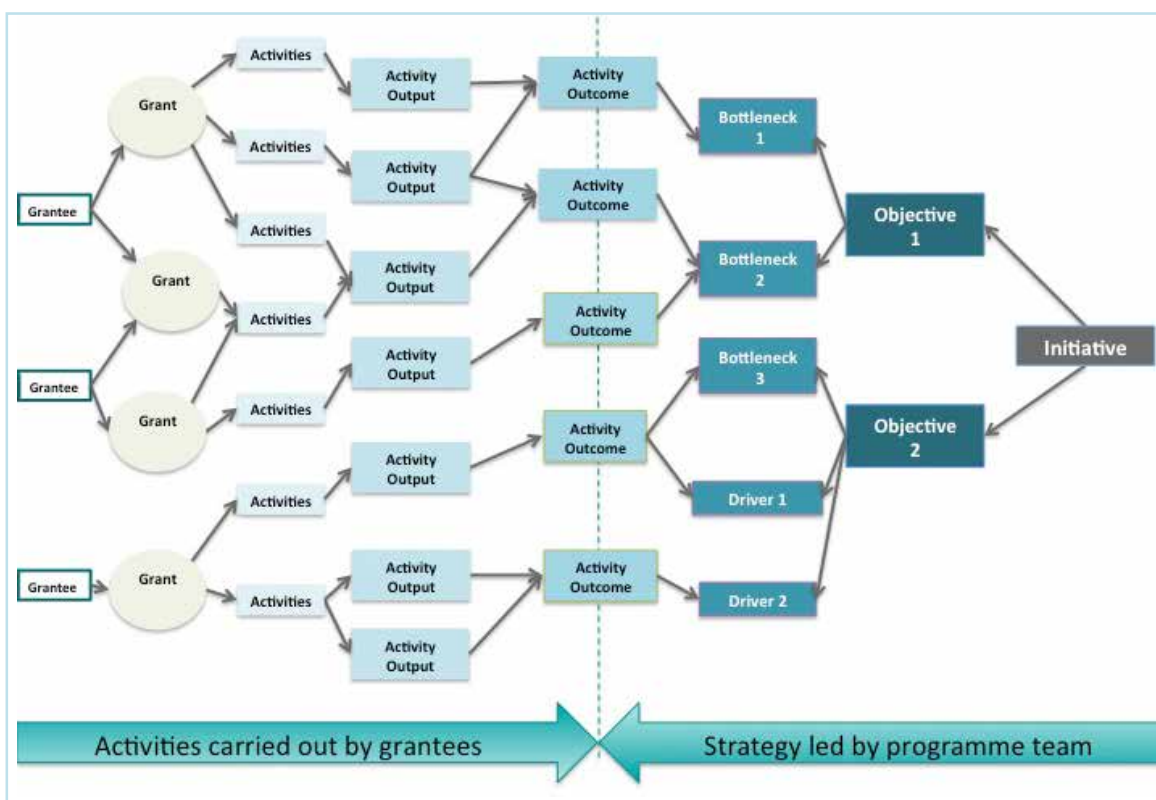 Grantee
Grantee
Grantee
Grant
Grant
Grant
Grant
Activities
Activities
Activities
Activities
Activities
Activities
Activities
Activity
Output
Activity
Output
Activity
Output
Activity
Output
Activity
Output
Activity
Output
Activity
Output
Activity
Outcome
Activity
Outcome
Activity
Outcome
Activity
Outcome
Activity
Outcome
Bottleneck
1
Bottleneck
2
Bottleneck
3
Driver 1
Driver 2
Objective
1
Objective
2
Initiative
Activities carried out by grantees
Strategy led by programme team